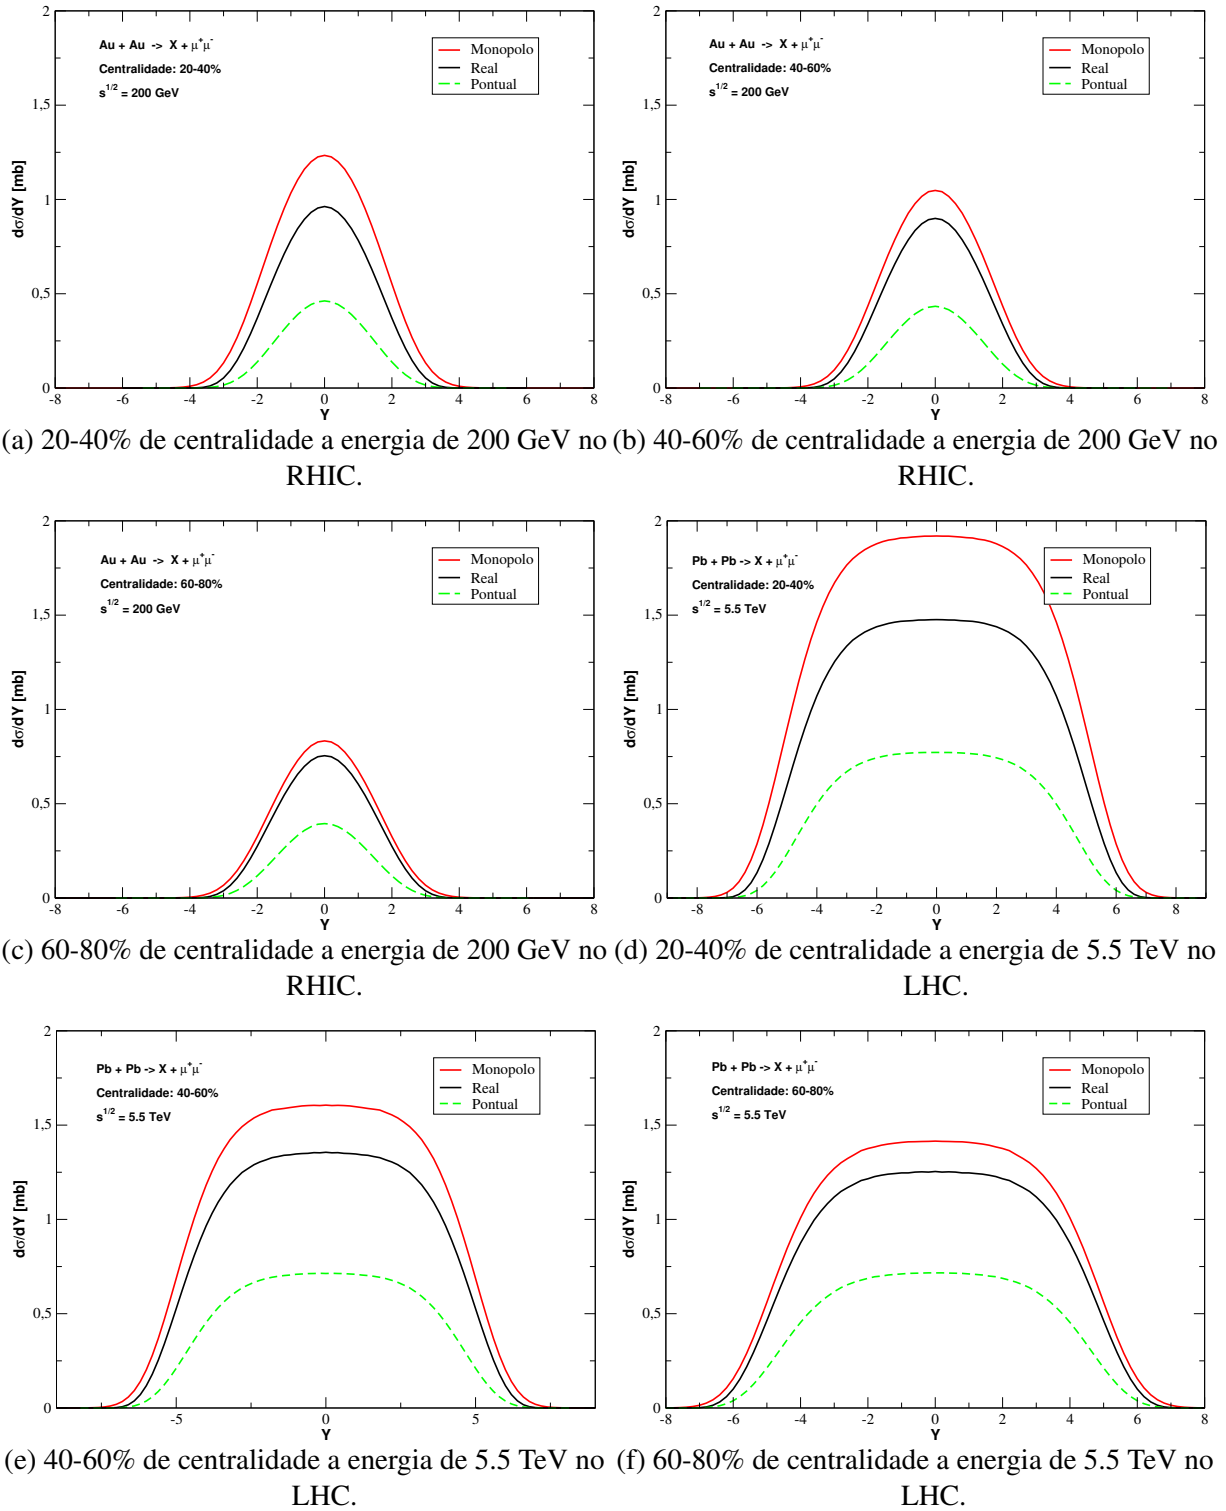 2
1,5
1
0,5
0
dσ/dY [mb]
Au + Au -> X + μ⁺μ⁻
Centralidade: 20-40%
s^1/2 = 200 GeV
Monopolo
Real
Pontual
-8 -6 -4 -2 0 2 4 6 8
Y
2
1,5
1
0,5
0
dσ/dY [mb]
Au + Au -> X + μ⁺μ⁻
Centralidade: 40-60%
s^1/2 = 200 GeV
Monopolo
Real
Pontual
-8 -6 -4 -2 0 2 4 6 8
Y
(a) 20-40% de centralidade a energia de 200 GeV no
RHIC.
(b) 40-60% de centralidade a energia de 200 GeV no
RHIC.
2
1,5
1
0,5
0
dσ/dY [mb]
Au + Au -> X + μ⁺μ⁻
Centralidade: 60-80%
s^1/2 = 200 GeV
Monopolo
Real
Pontual
-8 -6 -4 -2 0 2 4 6 8
Y
2
1,5
1
0,5
0
dσ/dY [mb]
Pb + Pb -> X + μ⁺μ⁻
Centralidade: 20-40%
s^1/2 = 5.5 TeV
Monopolo
Real
Pontual
-8 -6 -4 -2 0 2 4 6 8
Y
(c) 60-80% de centralidade a energia de 200 GeV no
RHIC.
(d) 20-40% de centralidade a energia de 5.5 TeV no
LHC.
2
1,5
1
0,5
0
dσ/dY [mb]
Pb + Pb -> X + μ⁺μ⁻
Centralidade: 40-60%
s^1/2 = 5.5 TeV
Monopolo
Real
Pontual
-5 0 5
Y
2
1,5
1
0,5
0
dσ/dY [mb]
Pb + Pb -> X + μ⁺μ⁻
Centralidade: 60-80%
s^1/2 = 5.5 TeV
Monopolo
Real
Pontual
-8 -6 -4 -2 0 2 4 6 8
Y
(e) 40-60% de centralidade a energia de 5.5 TeV no
LHC.
(f) 60-80% de centralidade a energia de 5.5 TeV no
LHC.